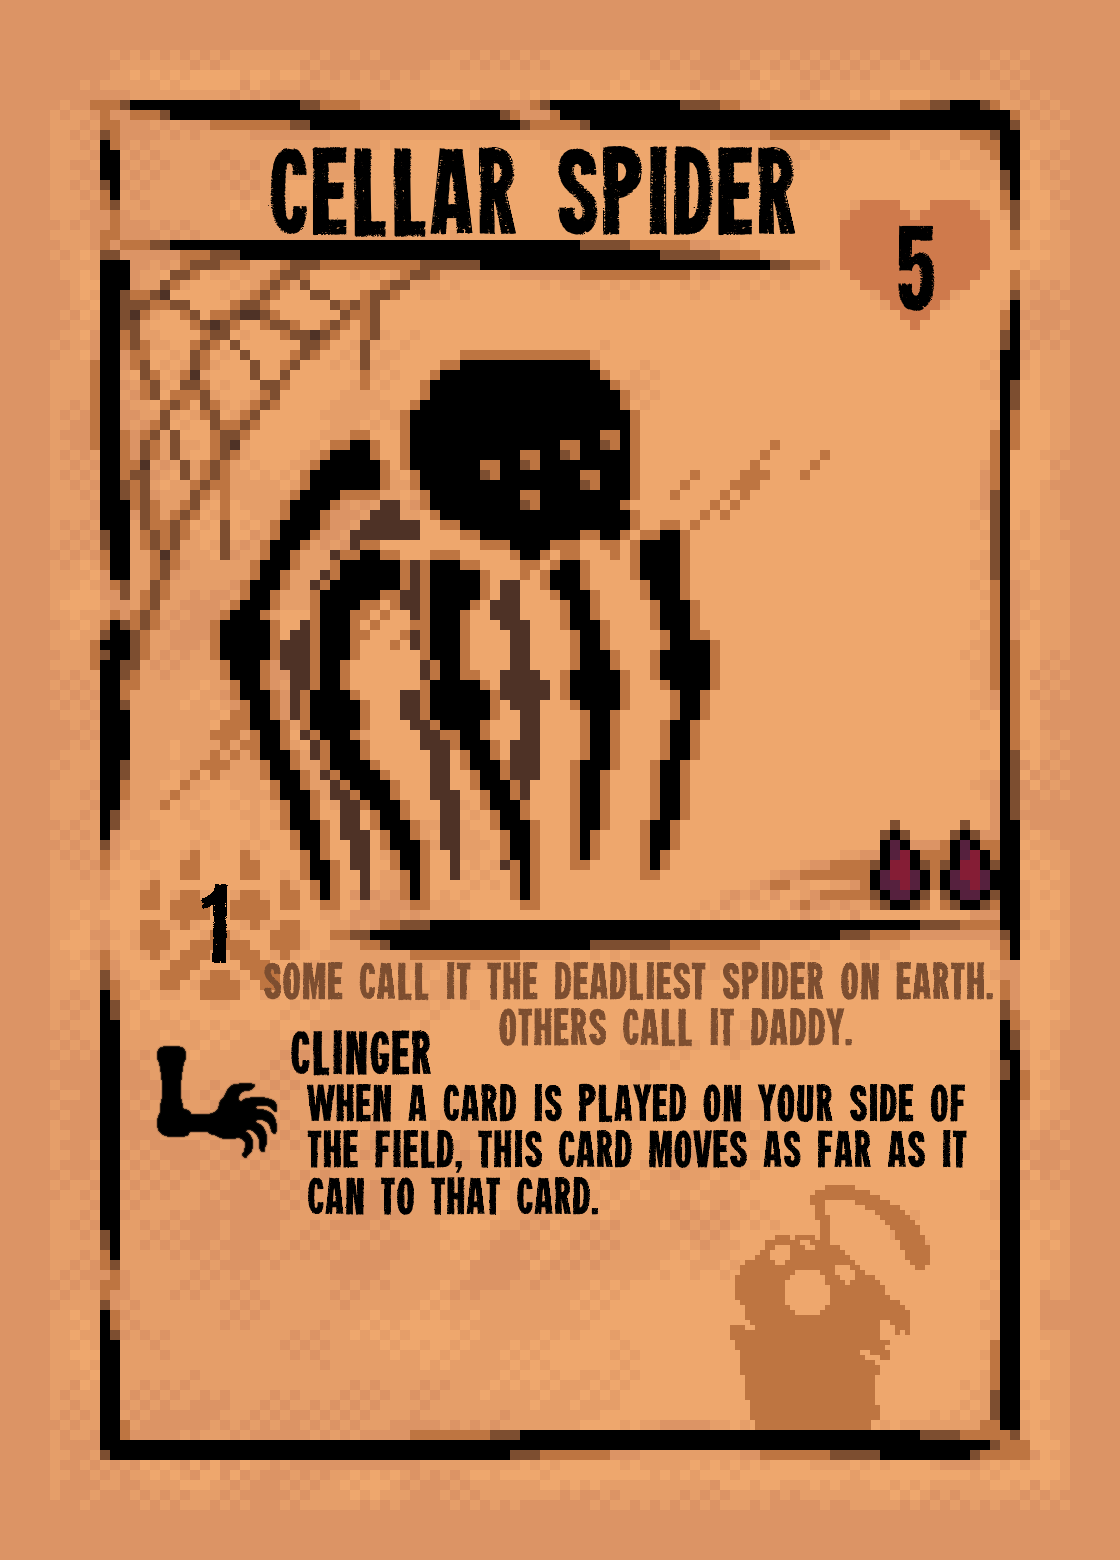 CELLAR SPIDER
5
1
SOME CALL IT THE DEADLIEST SPIDER ON EARTH.
OTHERS CALL IT DADDY.
CLINGER
WHEN A CARD IS PLAYED ON YOUR SIDE OF
THE FIELD, THIS CARD MOVES AS FAR AS IT
CAN TO THAT CARD.